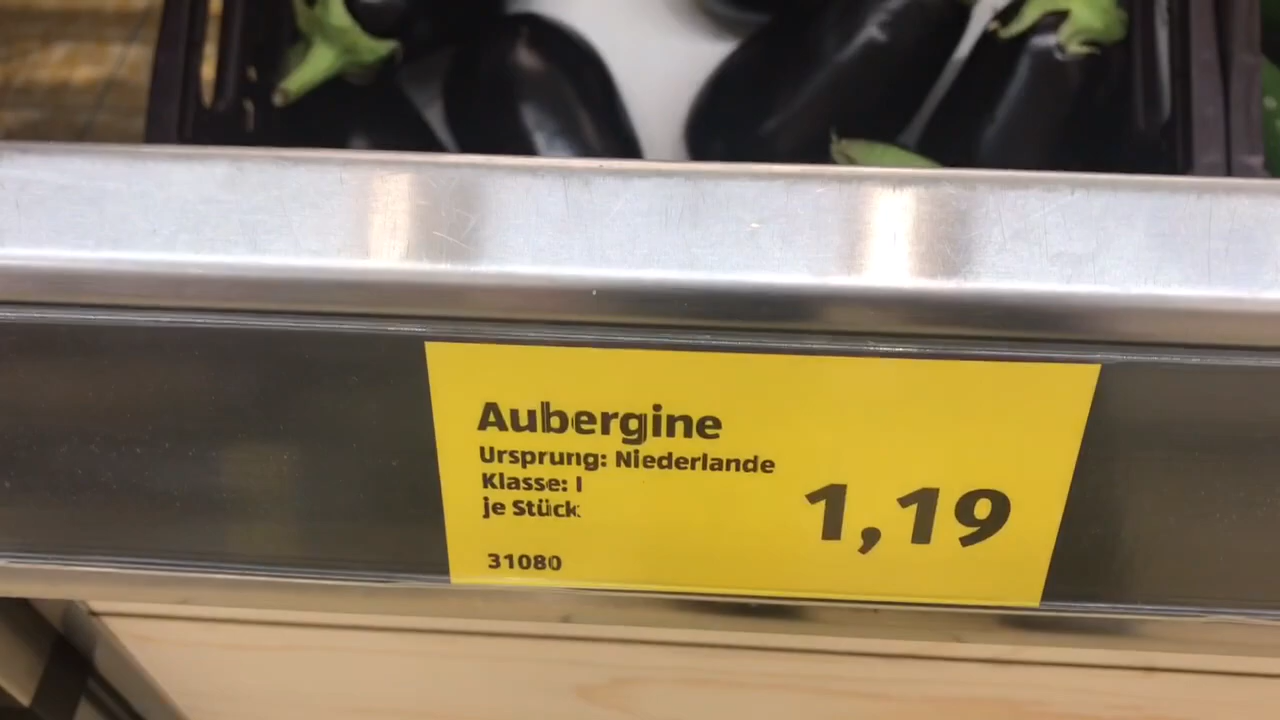 Aubergine
Ursprung: Niederlande
Klasse: I
je Stück
1,19
31080